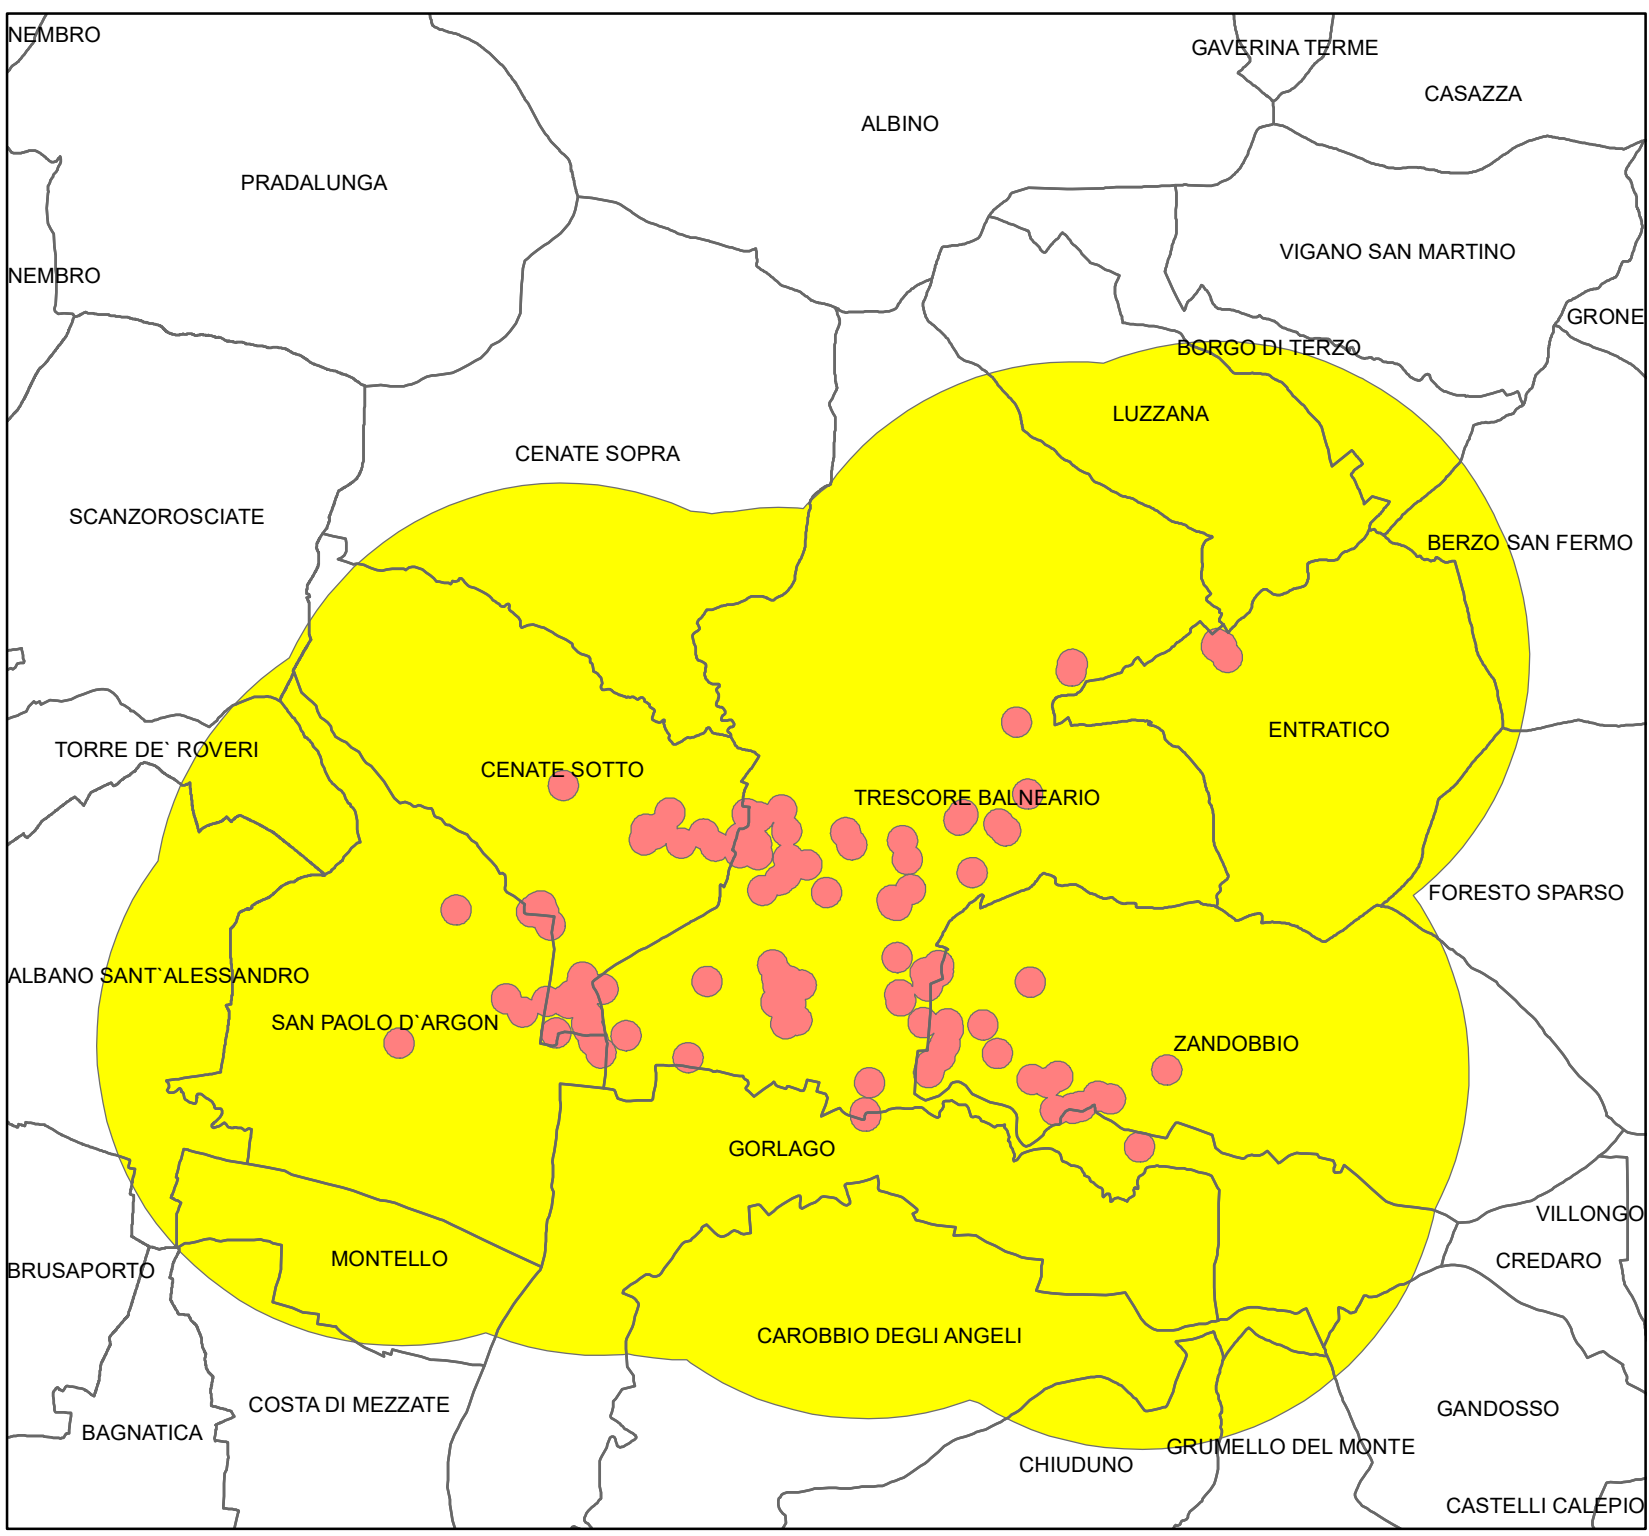 NEMBRO
GAVERINA TERME
CASAZZA
ALBINO
PRADALUNGA
VIGANO SAN MARTINO
NEMBRO
GRONE
BORGO DI TERZO
LUZZANA
CENATE SOPRA
SCANZOROSCIATE
BERZO SAN FERMO
ENTRATICO
TORRE DE` ROVERI
CENATE SOTTO
TRESCORE BALNEARIO
FORESTO SPARSO
ALBANO SANT`ALESSANDRO
SAN PAOLO D`ARGON
ZANDOBBIO
GORLAGO
VILLONGO
MONTELLO
CREDARO
BRUSAPORTO
CAROBBIO DEGLI ANGELI
COSTA DI MEZZATE
GANDOSSO
BAGNATICA
GRUMELLO DEL MONTE
CHIUDUNO
CASTELLI CALEPIO